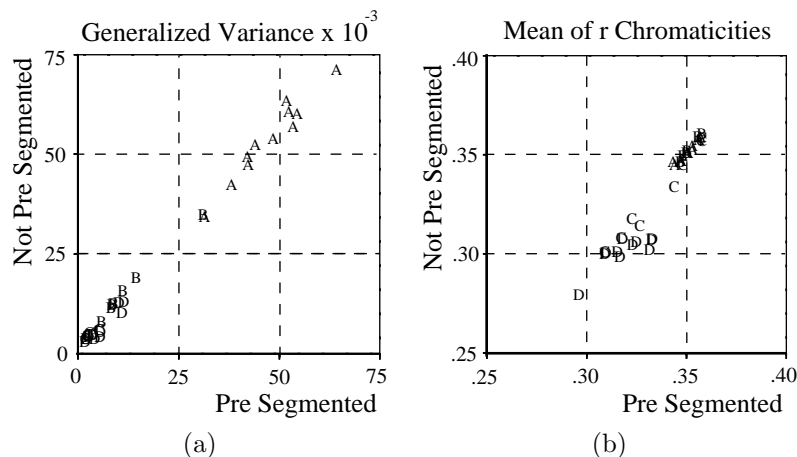 Generalized Variance x 10-3
Mean of r Chromaticities
Not Pre Segmented
75
50
25
0
0 25 50 75
Pre Segmented
(a)
Not Pre Segmented
.40
.35
.30
.25
.25 .30 .35 .40
Pre Segmented
(b)